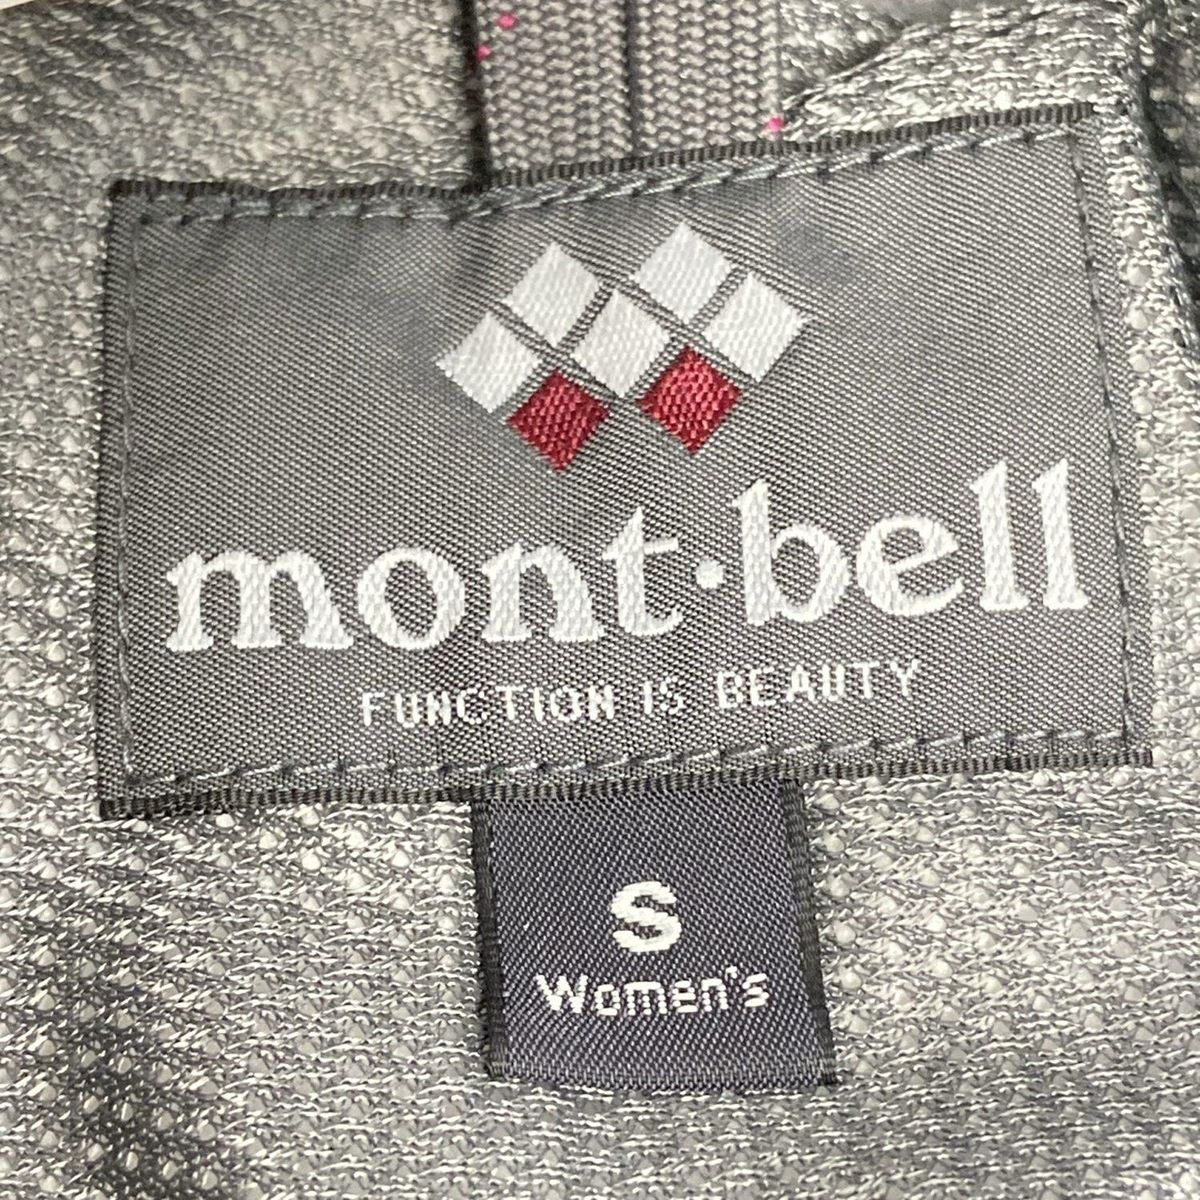 mont·bell
FUNCTION IS BEAUTY
S
Women's